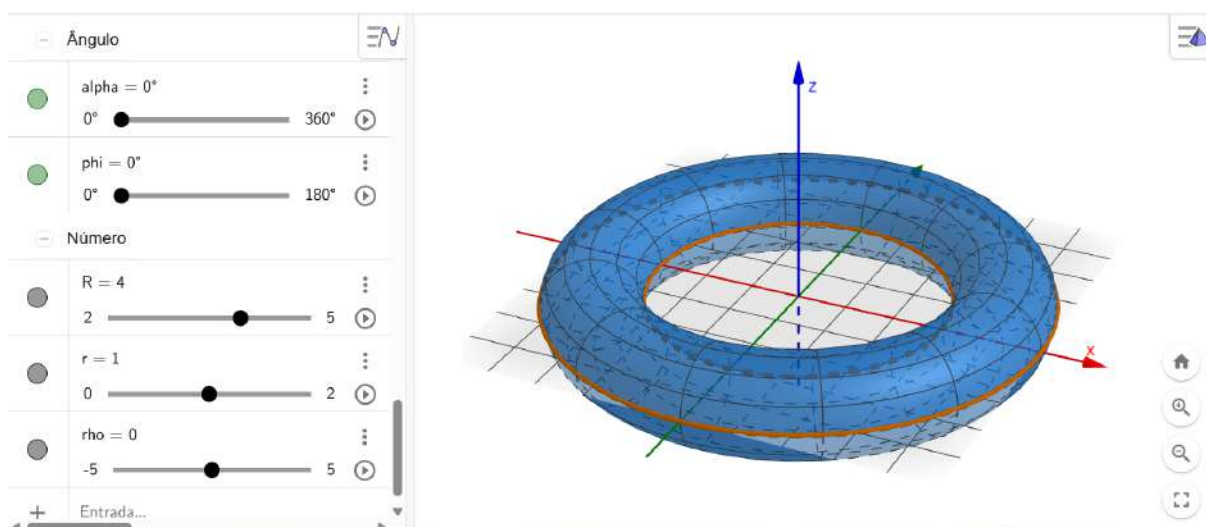 Ângulo
alpha = 0°
0° 360°
phi = 0°
0° 180°
Número
R = 4
2 5
r = 1
0 2
rho = 0
-5 5
Entrada...
z
x